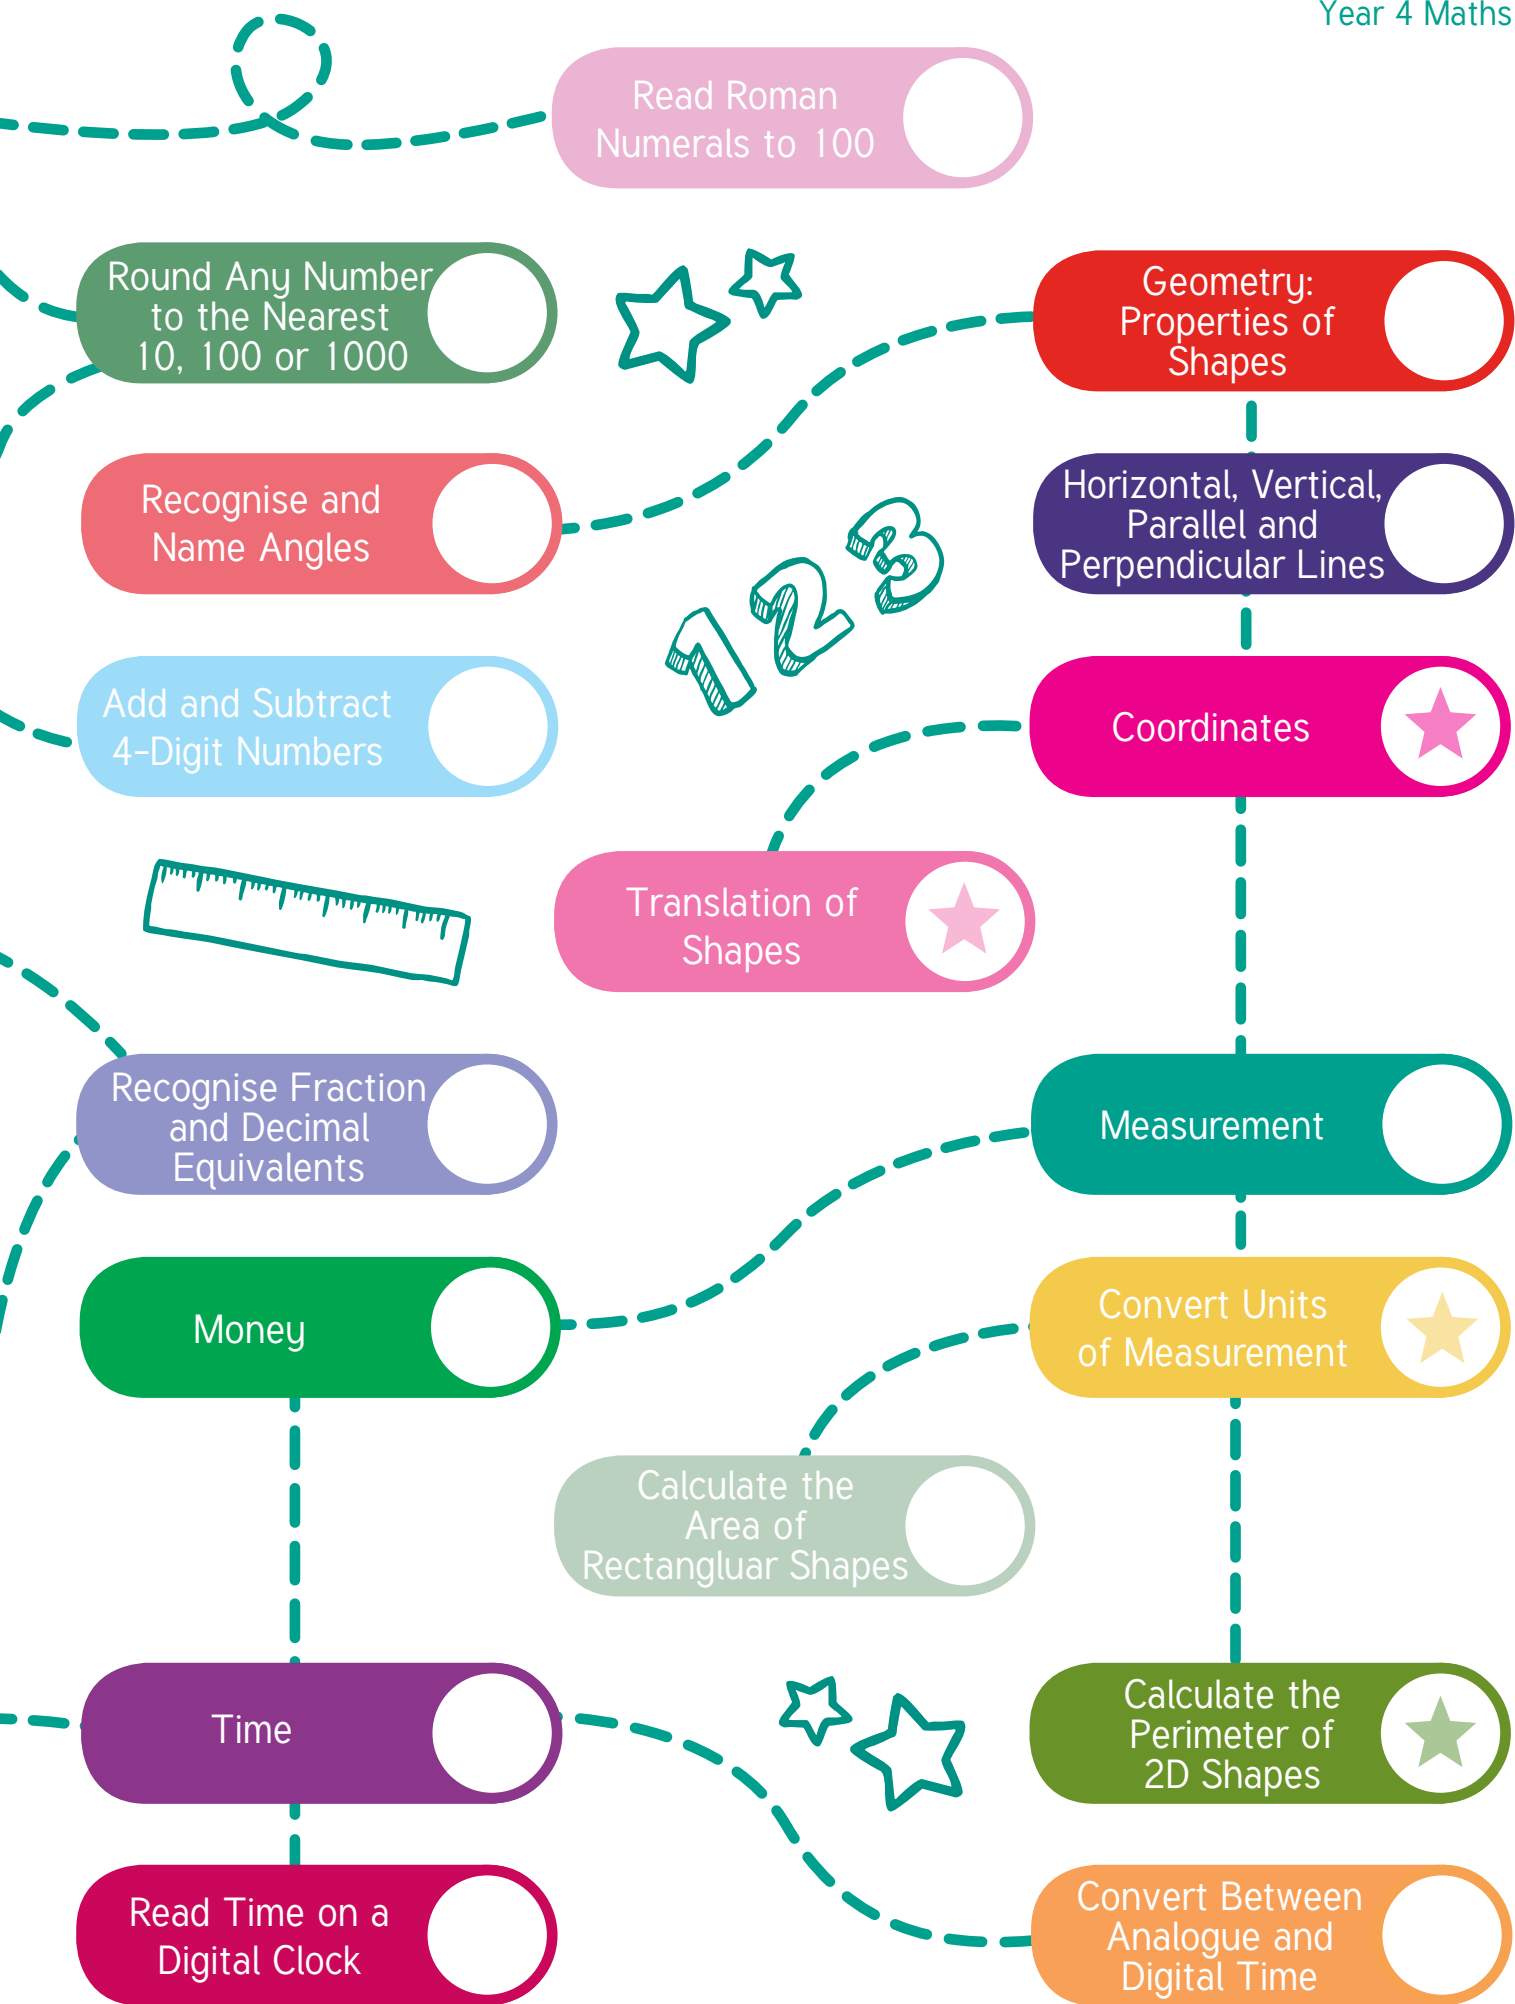 Year 4 Maths
Read Roman
Numerals to 100
Round Any Number
to the Nearest
10, 100 or 1000
Geometry:
Properties of
Shapes
Recognise and
Name Angles
Horizontal, Vertical,
Parallel and
Perpendicular Lines
1 2 3
Add and Subtract
4-Digit Numbers
Coordinates
Translation of
Shapes
Recognise Fraction
and Decimal
Equivalents
Measurement
Money
Convert Units
of Measurement
Calculate the
Area of
Rectangluar Shapes
Time
Calculate the
Perimeter of
2D Shapes
Read Time on a
Digital Clock
Convert Between
Analogue and
Digital Time